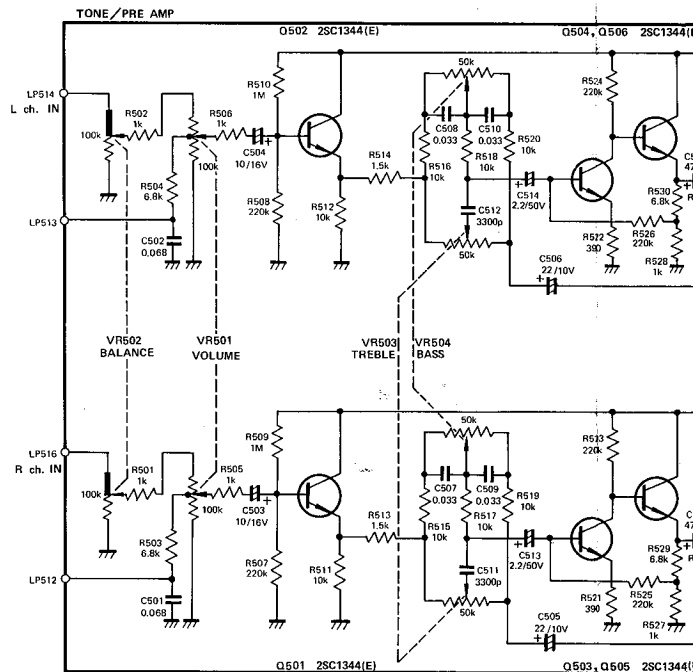 TONE/PRE AMP
Q502 2SC1344(E)
Q504, Q506 2SC1344(E
LP514
L ch. IN
100k
R502
1k
R506
1k
100k
C504
10/16V
R510
1M
R504
6.8k
LP513
C502
0.068
R508
220k
R512
10k
R514
1.5k
50k
C508
0.033
C510
0.033
R516
10k
R518
10k
R520
10k
C512
3300p
50k
C514
2.2/50V
R524
220k
R522
390
R526
220k
R530
6.8k
R528
1k
C506
22/10V
C5
47
R
VR502
BALANCE
VR501
VOLUME
VR503
TREBLE
VR504
BASS
LP516
R ch. IN
100k
R501
1k
R505
1k
100k
C503
10/16V
R509
1M
R503
6.8k
LP512
C501
0.068
R507
220k
R511
10k
R513
1.5k
50k
C507
0.033
C509
0.033
R515
10k
R517
10k
R519
10k
C511
3300p
50k
C513
2.2/50V
220k
R521
390
R525
220k
R529
6.8k
R527
1k
C505
22/10V
C
47
R
Q501 2SC1344(E)
Q503, Q505 2SC1344(E